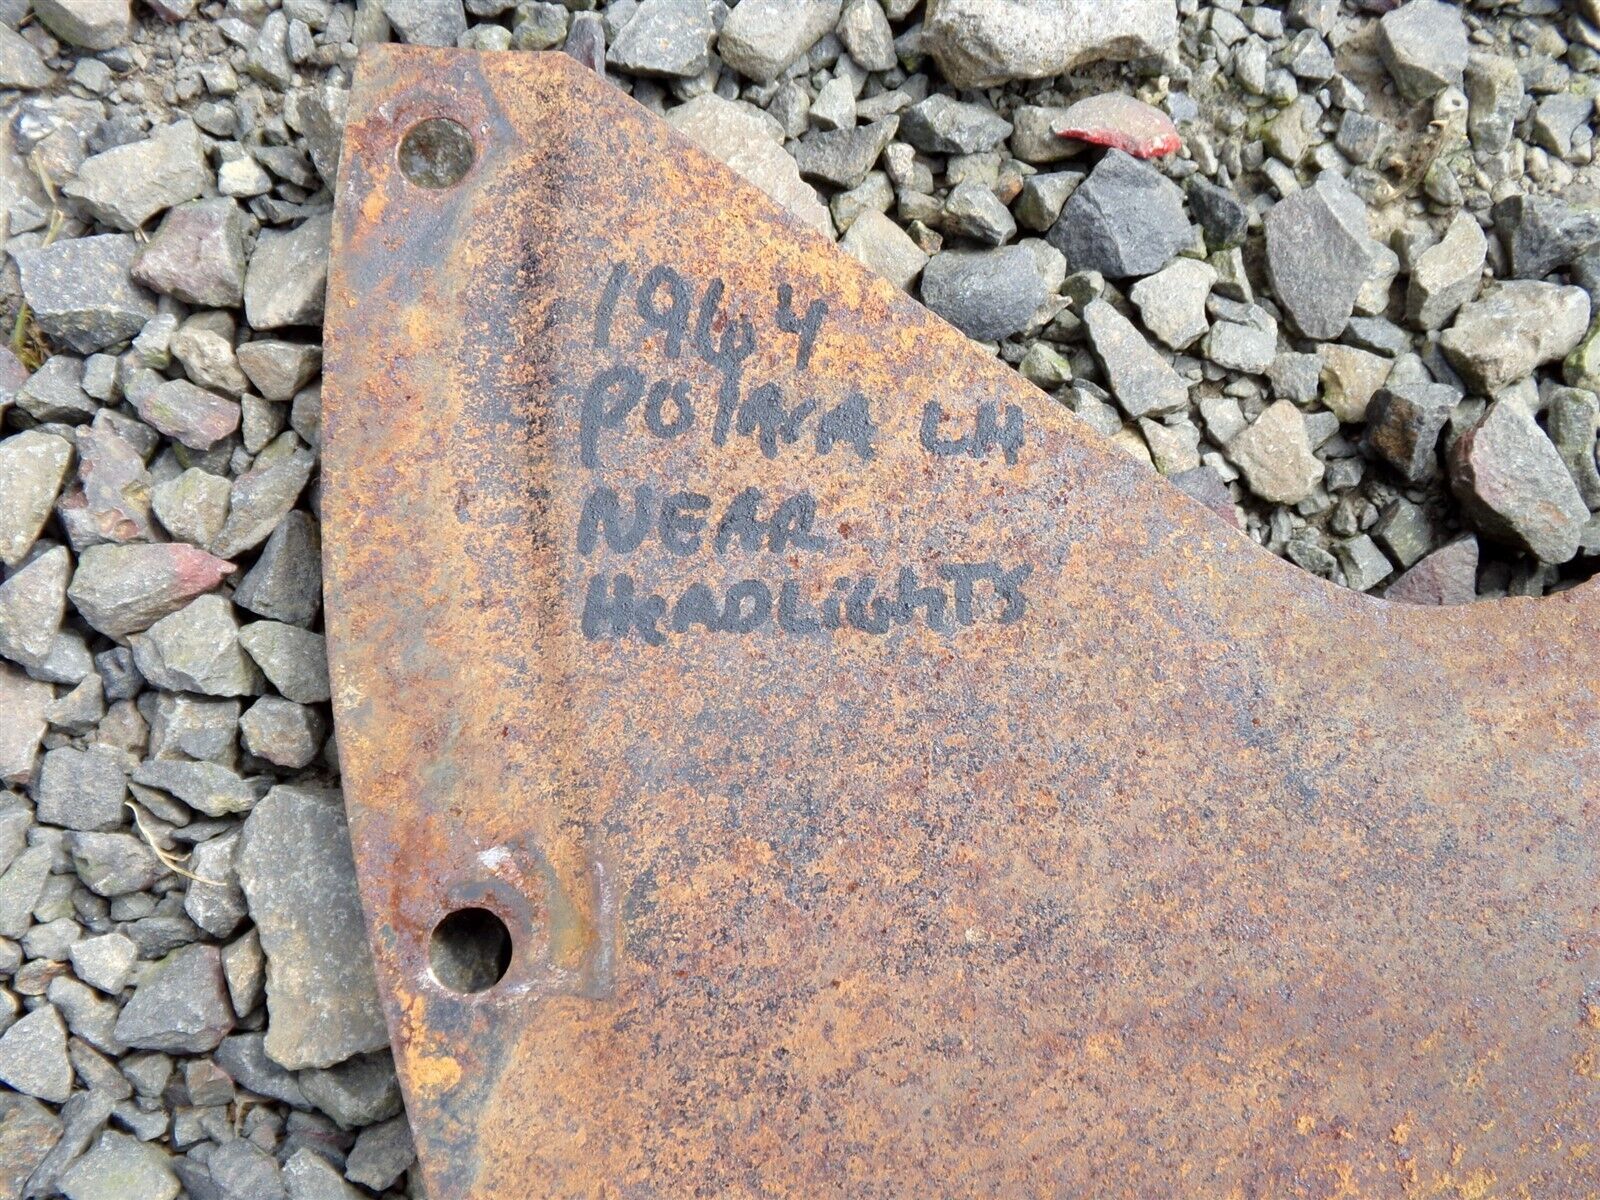 1964
POlArA LH
NEAR
HeADLighTS